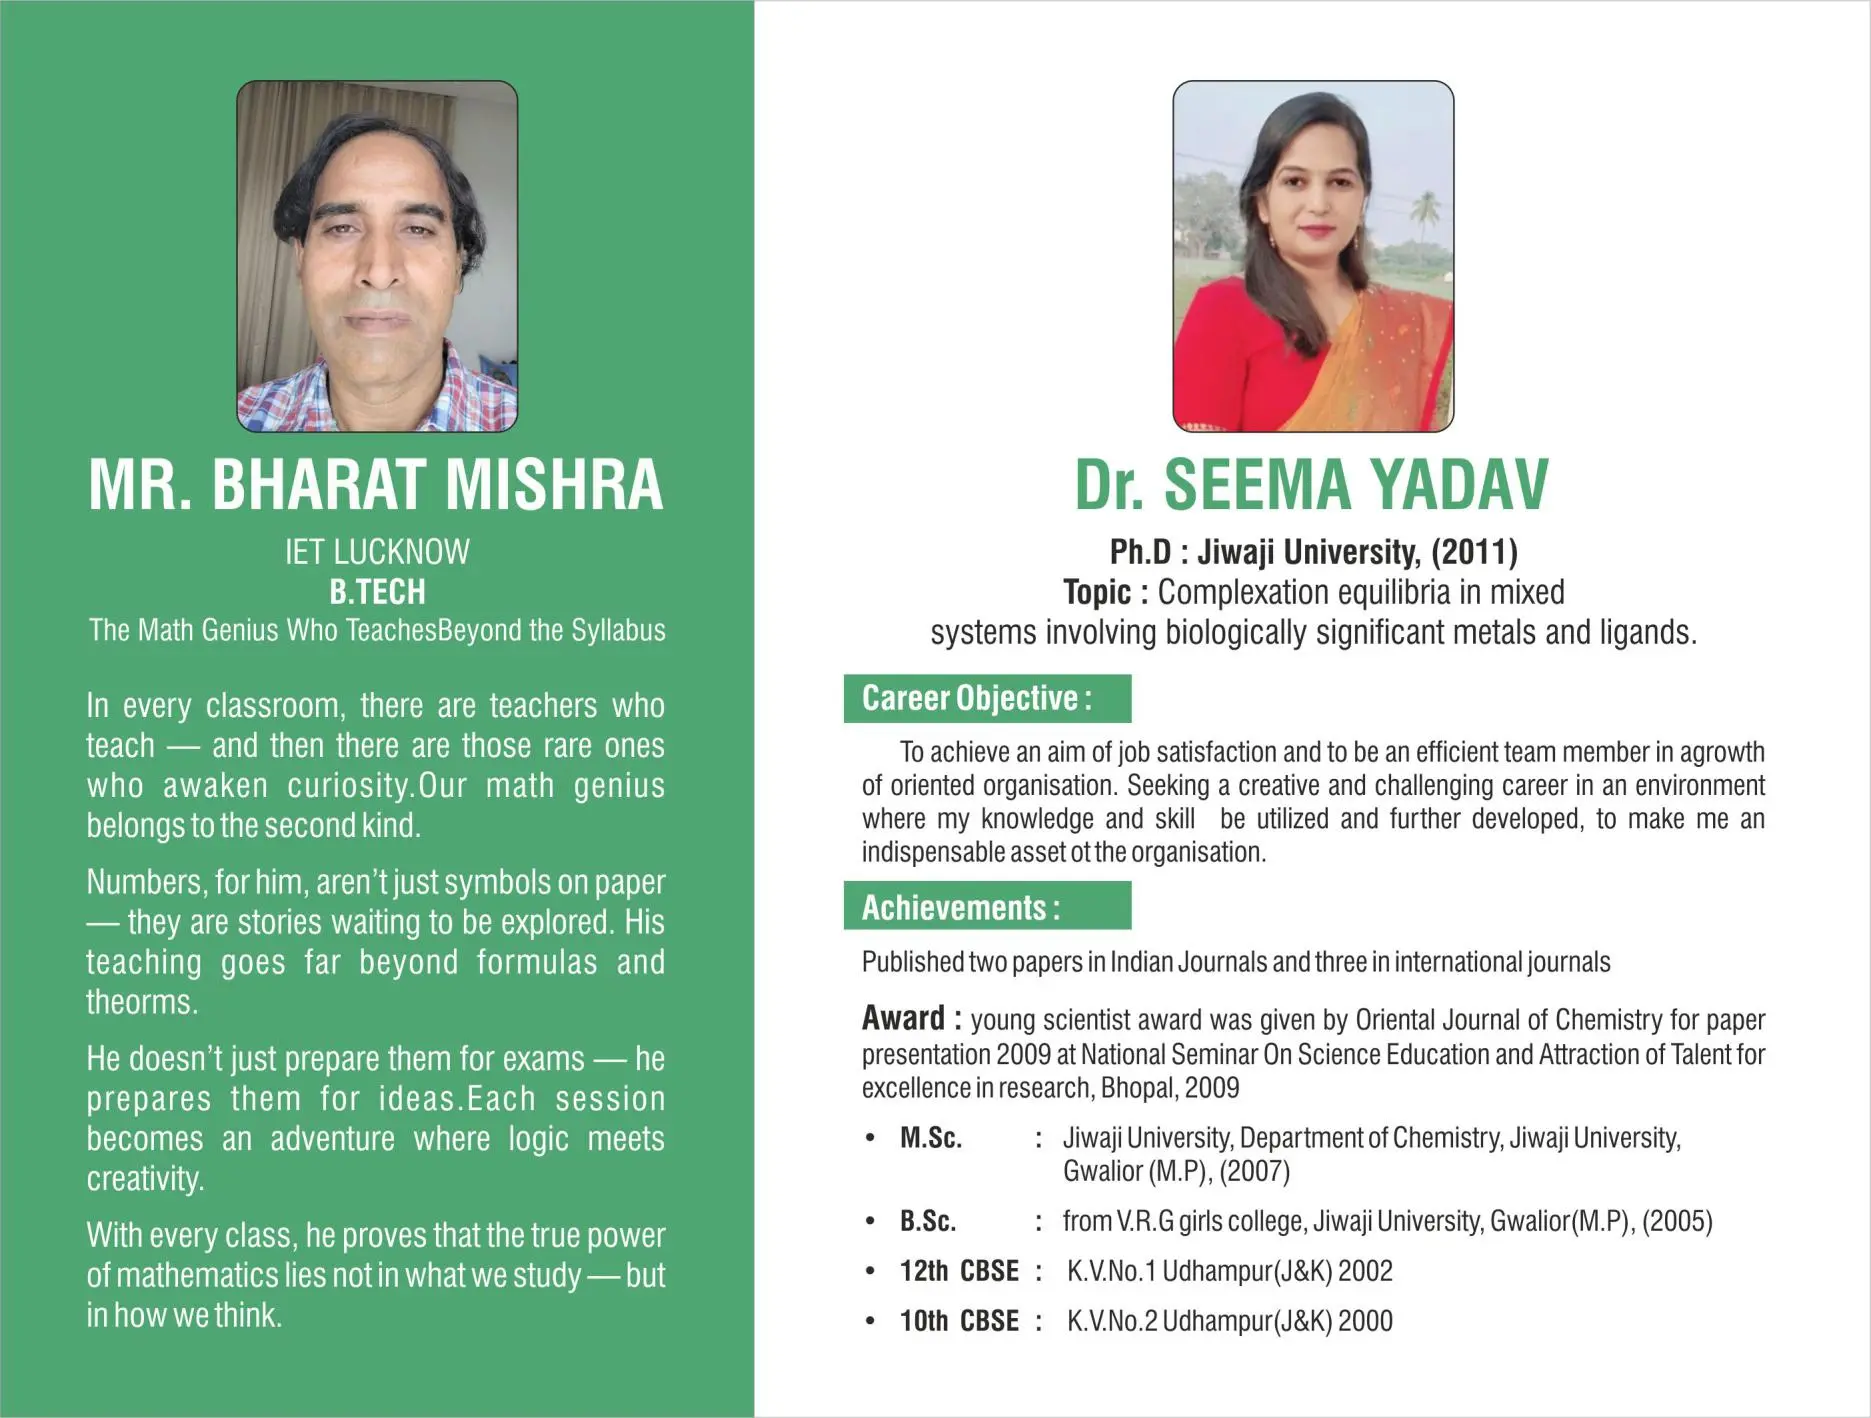 MR. BHARAT MISHRA
IET LUCKNOW
B.TECH
The Math Genius Who TeachesBeyond the Syllabus
In every classroom, there are teachers who
teach — and then there are those rare ones
who awaken curiosity.Our math genius
belongs to the second kind.
Numbers, for him, aren't just symbols on paper
— they are stories waiting to be explored. His
teaching goes far beyond formulas and
theorms.
He doesn't just prepare them for exams — he
prepares them for ideas.Each session
becomes an adventure where logic meets
creativity.
With every class, he proves that the true power
of mathematics lies not in what we study — but
in how we think.
Dr. SEEMA YADAV
Ph.D : Jiwaji University, (2011)
Topic : Complexation equilibria in mixed
systems involving biologically significant metals and ligands.
Career Objective :
To achieve an aim of job satisfaction and to be an efficient team member in agrowth
of oriented organisation. Seeking a creative and challenging career in an environment
where my knowledge and skill be utilized and further developed, to make me an
indispensable asset ot the organisation.
Achievements :
Published two papers in Indian Journals and three in international journals
Award : young scientist award was given by Oriental Journal of Chemistry for paper
presentation 2009 at National Seminar On Science Education and Attraction of Talent for
excellence in research, Bhopal, 2009
• M.Sc. : Jiwaji University, Department of Chemistry, Jiwaji University,
Gwalior (M.P), (2007)
• B.Sc. : from V.R.G girls college, Jiwaji University, Gwalior(M.P), (2005)
• 12th CBSE : K.V.No.1 Udhampur(J&K) 2002
• 10th CBSE : K.V.No.2 Udhampur(J&K) 2000